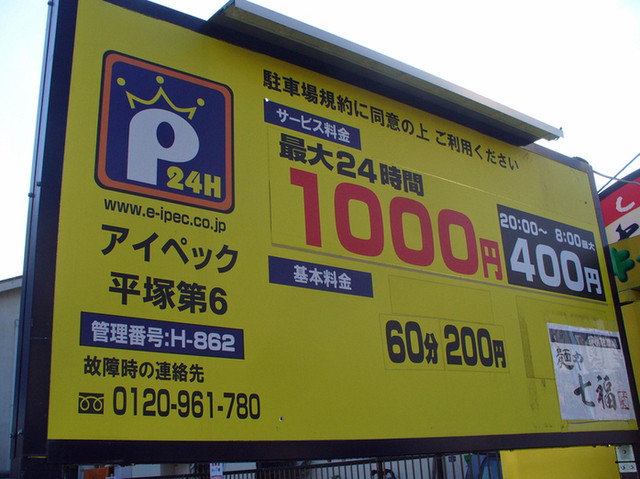 駐車場規約に同意の上 ご利用ください
P
24H
www.e-ipec.co.jp
アイペック
平塚第6
管理番号:H-862
故障時の連絡先
0120-961-780
サービス料金
最大24時間
1000円
20:00～ 8:00最大
400円
基本料金
60分 200円
麺や
七福